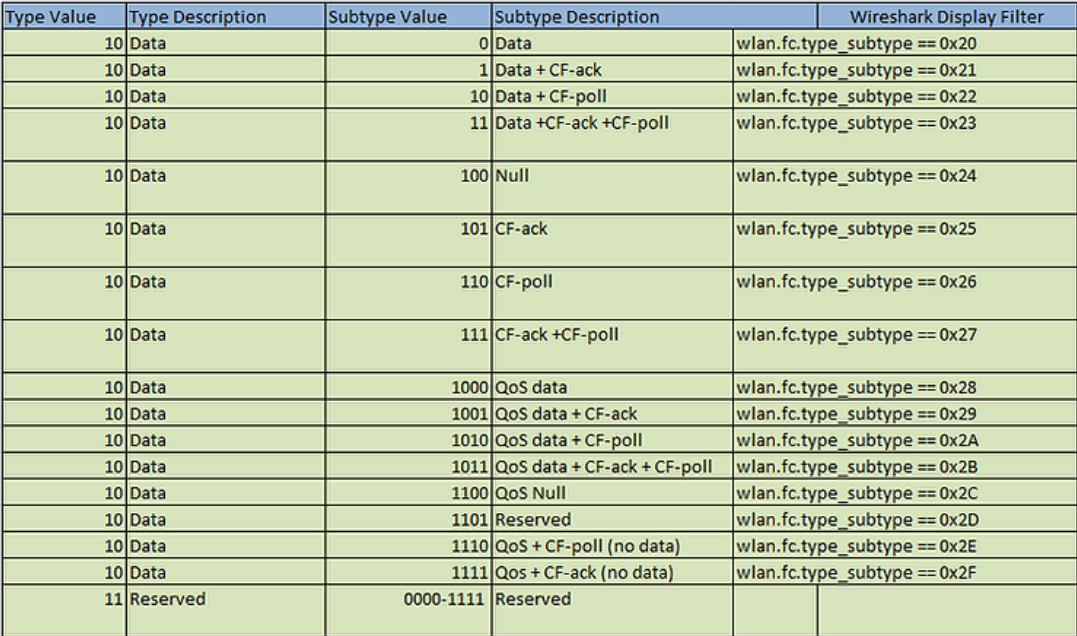 Type Value Type Description Subtype Value Subtype Description Wireshark Display Filter
10 Data 0 Data wlan.fc.type_subtype == 0x20
10 Data 1 Data + CF-ack wlan.fc.type_subtype == 0x21
10 Data 10 Data + CF-poll wlan.fc.type_subtype == 0x22
10 Data 11 Data +CF-ack +CF-poll wlan.fc.type_subtype == 0x23
10 Data 100 Null wlan.fc.type_subtype == 0x24
10 Data 101 CF-ack wlan.fc.type_subtype == 0x25
10 Data 110 CF-poll wlan.fc.type_subtype == 0x26
10 Data 111 CF-ack +CF-poll wlan.fc.type_subtype == 0x27
10 Data 1000 QoS data wlan.fc.type_subtype == 0x28
10 Data 1001 QoS data + CF-ack wlan.fc.type_subtype == 0x29
10 Data 1010 QoS data + CF-poll wlan.fc.type_subtype == 0x2A
10 Data 1011 QoS data + CF-ack + CF-poll wlan.fc.type_subtype == 0x2B
10 Data 1100 QoS Null wlan.fc.type_subtype == 0x2C
10 Data 1101 Reserved wlan.fc.type_subtype == 0x2D
10 Data 1110 QoS + CF-poll (no data) wlan.fc.type_subtype == 0x2E
10 Data 1111 Qos + CF-ack (no data) wlan.fc.type_subtype == 0x2F
11 Reserved 0000-1111 Reserved